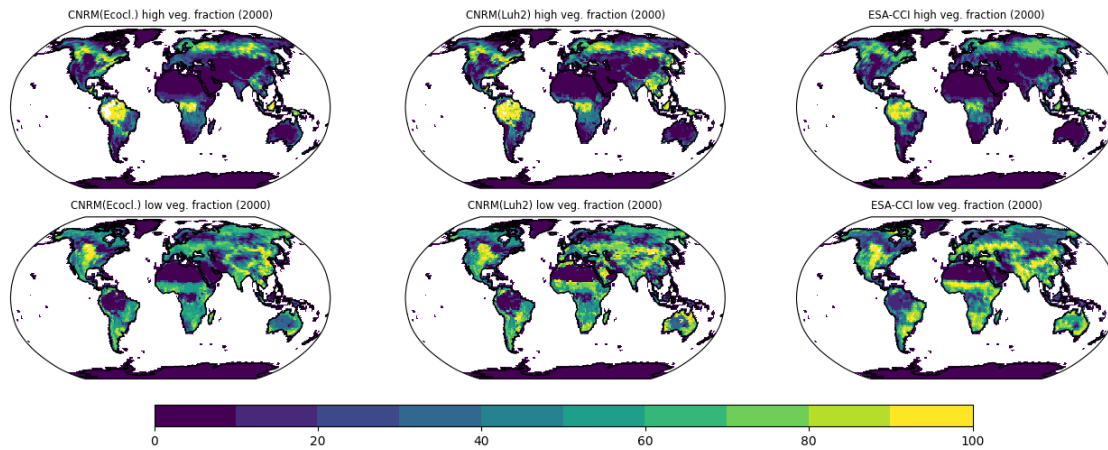 CNRM(Ecocl.) high veg. fraction (2000)
CNRM(Luh2) high veg. fraction (2000)
ESA-CCI high veg. fraction (2000)
CNRM(Ecocl.) low veg. fraction (2000)
CNRM(Luh2) low veg. fraction (2000)
ESA-CCI low veg. fraction (2000)
0 20 40 60 80 100